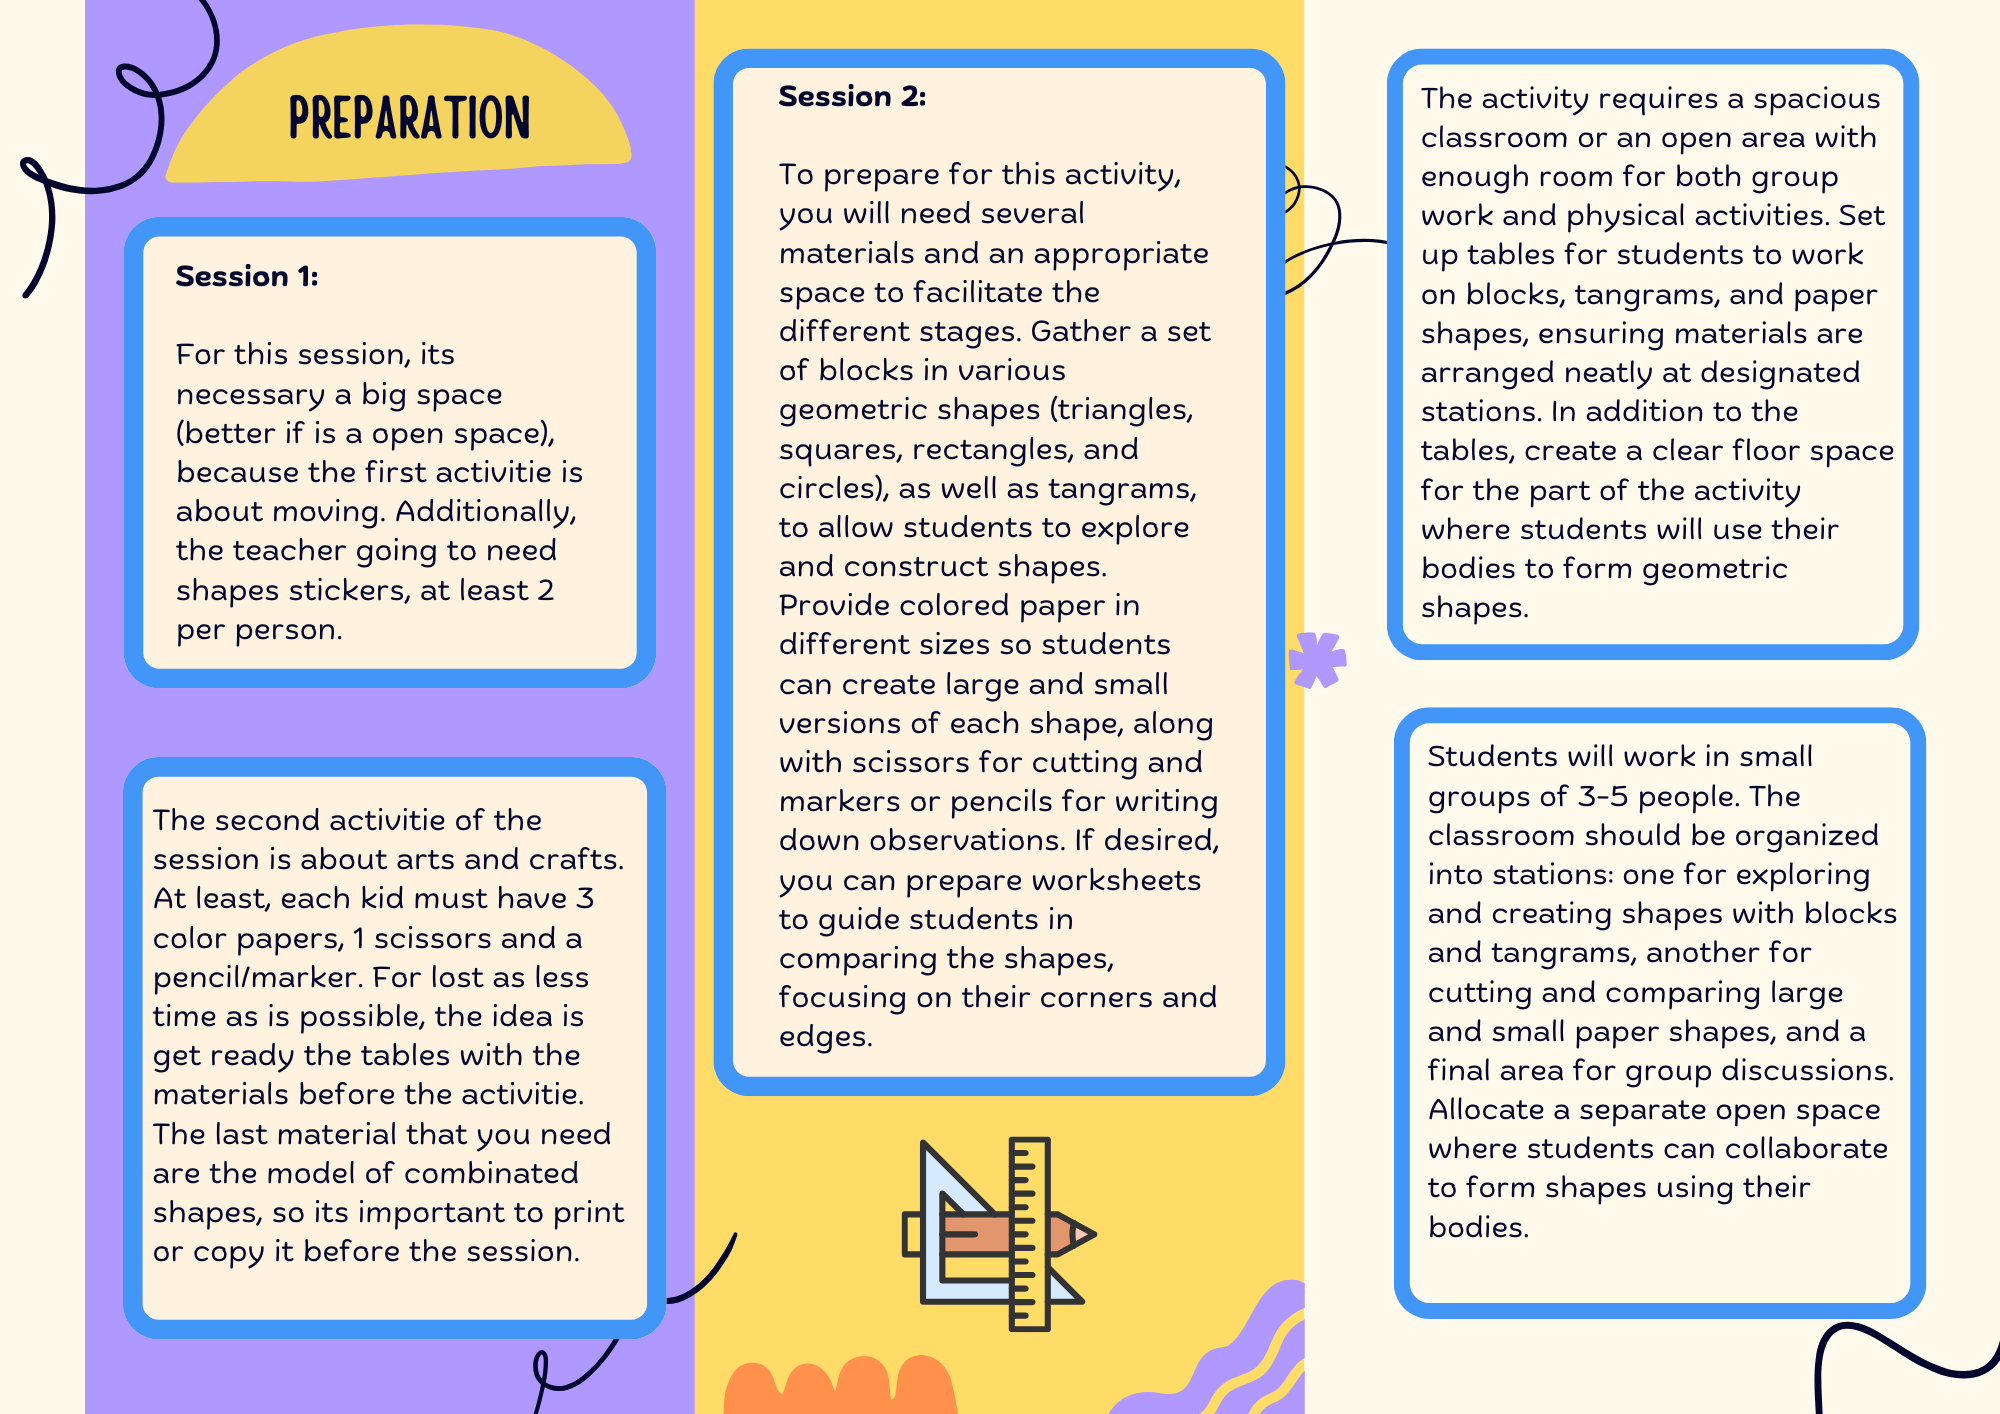 PREPARATION
Session 1:
For this session, its
necessary a big space
(better if is a open space),
because the first activitie is
about moving. Additionally,
the teacher going to need
shapes stickers, at least 2
per person.
The second activitie of the
session is about arts and crafts.
At least, each kid must have 3
color papers, 1 scissors and a
pencil/marker. For lost as less
time as is possible, the idea is
get ready the tables with the
materials before the activitie.
The last material that you need
are the model of combinated
shapes, so its important to print
or copy it before the session.
Session 2:
To prepare for this activity,
you will need several
materials and an appropriate
space to facilitate the
different stages. Gather a set
of blocks in various
geometric shapes (triangles,
squares, rectangles, and
circles), as well as tangrams,
to allow students to explore
and construct shapes.
Provide colored paper in
different sizes so students
can create large and small
versions of each shape, along
with scissors for cutting and
markers or pencils for writing
down observations. If desired,
you can prepare worksheets
to guide students in
comparing the shapes,
focusing on their corners and
edges.
The activity requires a spacious
classroom or an open area with
enough room for both group
work and physical activities. Set
up tables for students to work
on blocks, tangrams, and paper
shapes, ensuring materials are
arranged neatly at designated
stations. In addition to the
tables, create a clear floor space
for the part of the activity
where students will use their
bodies to form geometric
shapes.
Students will work in small
groups of 3-5 people. The
classroom should be organized
into stations: one for exploring
and creating shapes with blocks
and tangrams, another for
cutting and comparing large
and small paper shapes, and a
final area for group discussions.
Allocate a separate open space
where students can collaborate
to form shapes using their
bodies.